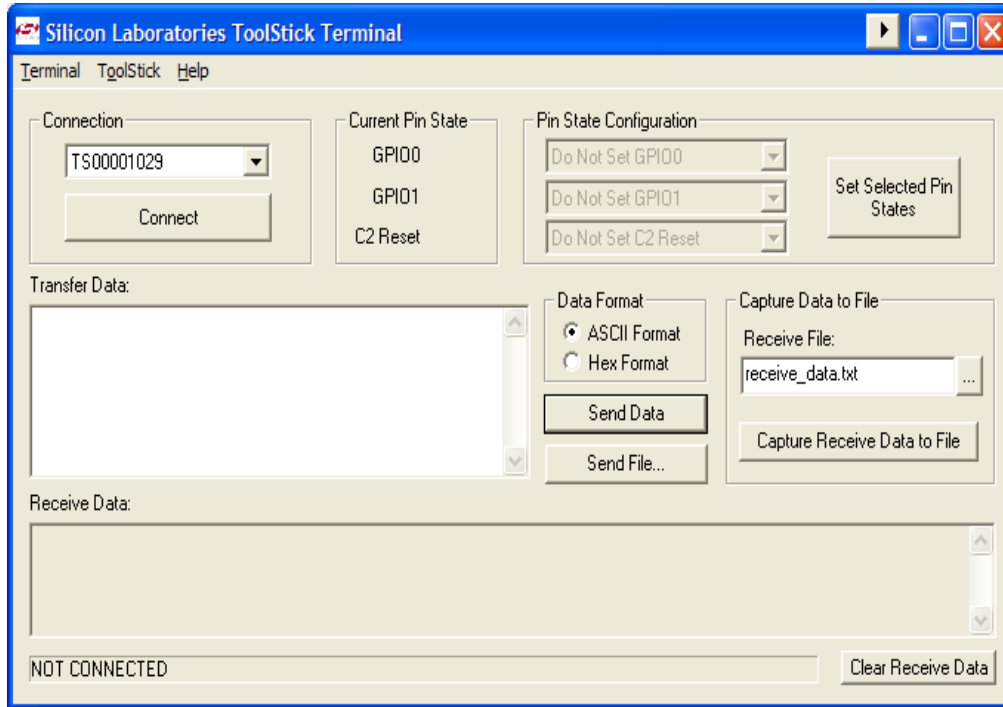 Silicon Laboratories ToolStick Terminal
Terminal ToolStick Help
Connection
TS00001029
Connect
Current Pin State
GPIO0
GPIO1
C2 Reset
Pin State Configuration
Do Not Set GPIO0
Do Not Set GPIO1
Do Not Set C2 Reset
Set Selected Pin
States
Transfer Data:
Data Format
ASCII Format
Hex Format
Send Data
Send File...
Capture Data to File
Receive File:
receive_data.txt
...
Capture Receive Data to File
Receive Data:
NOT CONNECTED
Clear Receive Data